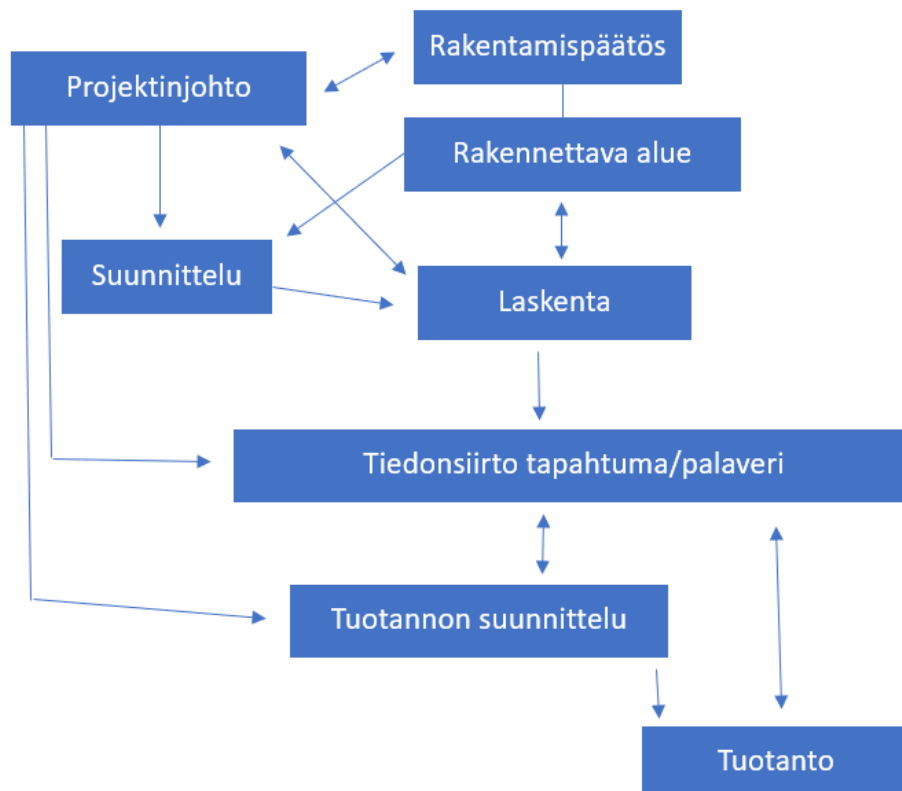 Rakentamispäätös
Projektinjohto
Rakennettava alue
Suunnittelu
Laskenta
Tiedonsiirto tapahtuma/palaveri
Tuotannon suunnittelu
Tuotanto